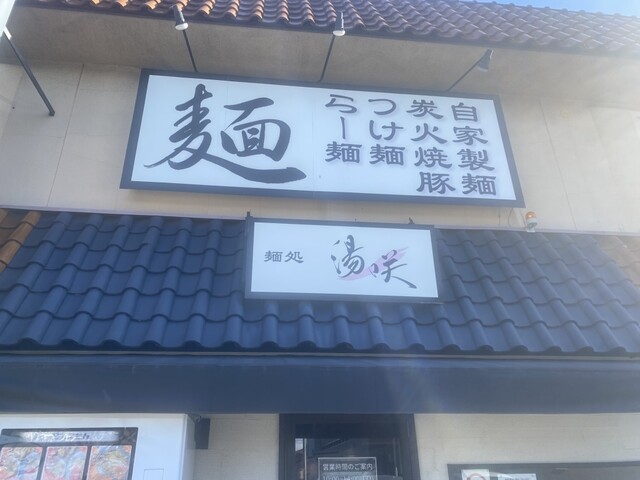 自家製麺
炭火焼豚
つけ麺
らー麺
麺
麺処 湯咲
営業時間のご案内